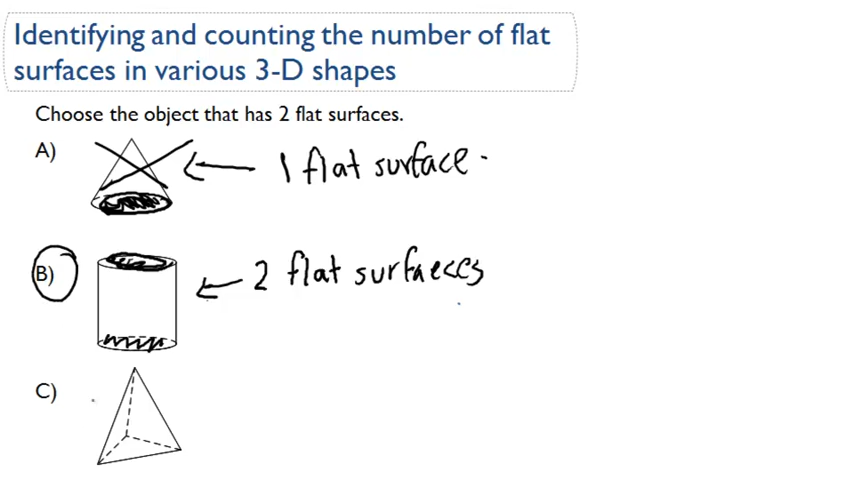 Identifying and counting the number of flat
surfaces in various 3-D shapes
Choose the object that has 2 flat surfaces.
A)
1 flat surface.
B)
2 flat surfaeces
C)